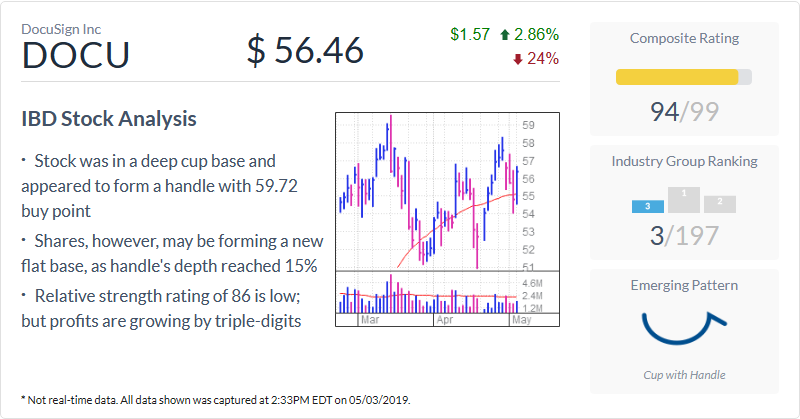 DocuSign Inc
DOCU
$ 56.46
$1.57 2.86%
24%
IBD Stock Analysis
· Stock was in a deep cup base and
appeared to form a handle with 59.72
buy point
· Shares, however, may be forming a new
flat base, as handle's depth reached 15%
· Relative strength rating of 86 is low;
but profits are growing by triple-digits
59
58
57
56
55
54
53
52
51
4.6M
2.4M
1.2M
Mar Apr May
Composite Rating
94/99
Industry Group Ranking
3 1 2
3/197
Emerging Pattern
Cup with Handle
* Not real-time data. All data shown was captured at 2:33PM EDT on 05/03/2019.